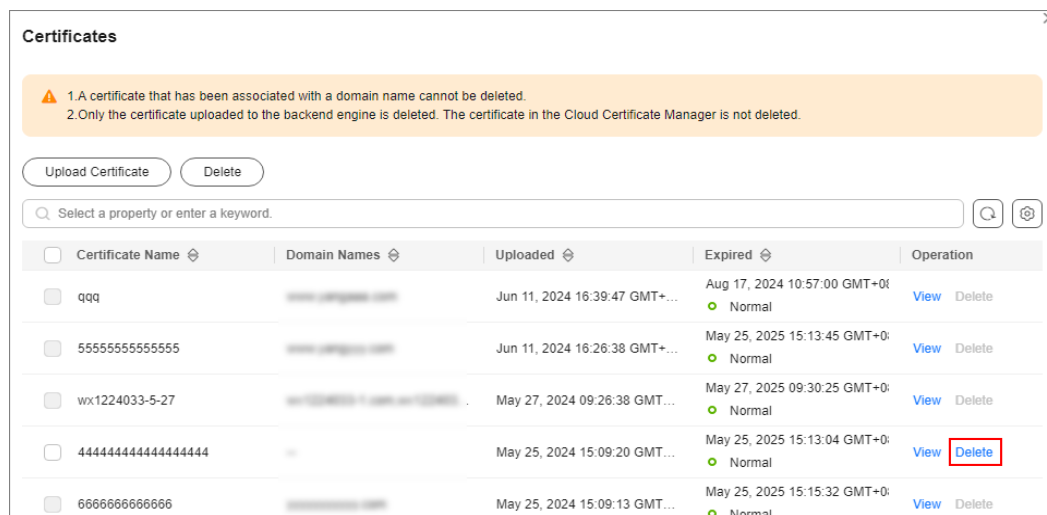 Certificates
1.A certificate that has been associated with a domain name cannot be deleted.
2.Only the certificate uploaded to the backend engine is deleted. The certificate in the Cloud Certificate Manager is not deleted.
Upload Certificate Delete
Select a property or enter a keyword.
Certificate Name Domain Names Uploaded Expired Operation
qqq Jun 11, 2024 16:39:47 GMT+... Aug 17, 2024 10:57:00 GMT+08 View Delete
Normal
55555555555555 Jun 11, 2024 16:26:38 GMT+... May 25, 2025 15:13:45 GMT+0 View Delete
Normal
wx1224033-5-27 May 27, 2024 09:26:38 GMT... May 27, 2025 09:30:25 GMT+0 View Delete
Normal
444444444444444444 -- May 25, 2024 15:09:20 GMT... May 25, 2025 15:13:04 GMT+0 View Delete
Normal
6666666666666 May 25, 2024 15:09:13 GMT... May 25, 2025 15:15:32 GMT+0 View Delete
Normal